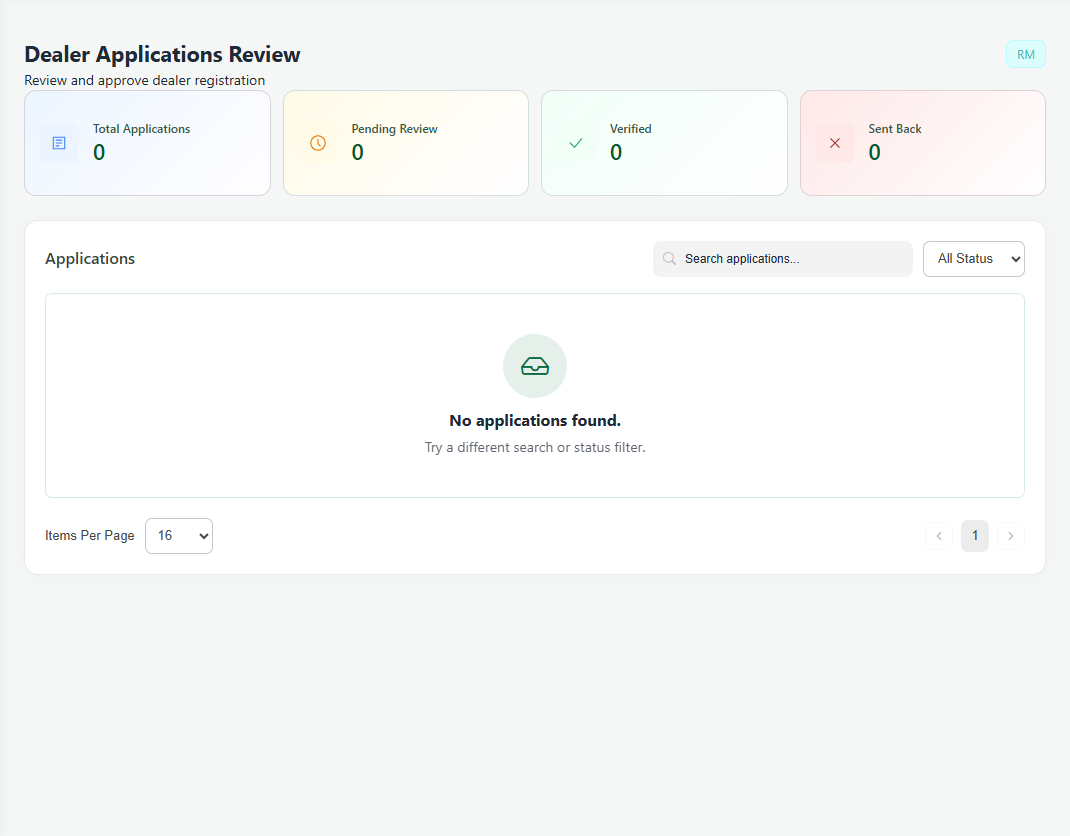 Dealer Applications Review
RM
Review and approve dealer registration
Total Applications
0
Pending Review
0
Verified
0
Sent Back
0
Applications
Search applications...
All Status
No applications found.
Try a different search or status filter.
Items Per Page
16
1